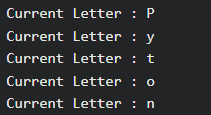 Current Letter : P
Current Letter : y
Current Letter : t
Current Letter : o
Current Letter : n